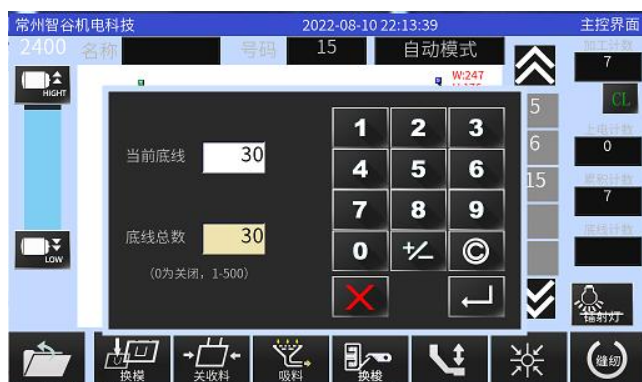 常州智谷机电科技 2022-08-10 22:13:39 主控界面
2400 名称 号码 15 自动模式 加工计数
7
W:247
HIGHT
CL
5
上电计数
0
6
15
累积计数
7
底线计数
当前底线 30
底线总数 30
(0为关闭，1-500)
1 2 3
4 5 6
7 8 9
0 +/- ©
LOW
镭射灯
换模 关收料 吸料 换梭 缝纫